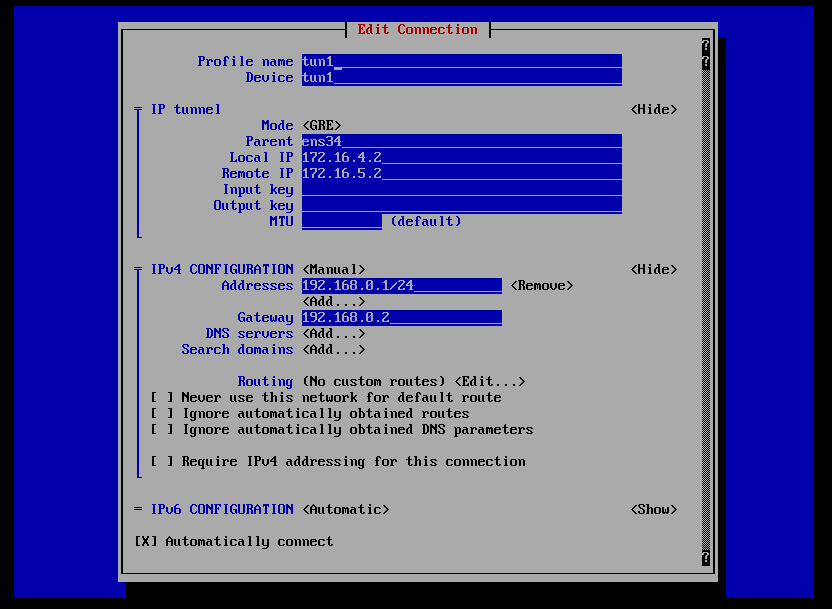 Edit Connection
Profile name tun1_
Device tun1
IP tunnel <Hide>
Mode <GRE>
Parent ens34
Local IP 172.16.4.2
Remote IP 172.16.5.2
Input key
Output key
MTU (default)
IPv4 CONFIGURATION <Manual> <Hide>
Addresses 192.168.0.1/24 <Remove>
<Add...>
Gateway 192.168.0.2
DNS servers <Add...>
Search domains <Add...>
Routing (No custom routes) <Edit...>
[ ] Never use this network for default route
[ ] Ignore automatically obtained routes
[ ] Ignore automatically obtained DNS parameters
[ ] Require IPv4 addressing for this connection
= IPv6 CONFIGURATION <Automatic> <Show>
[X] Automatically connect